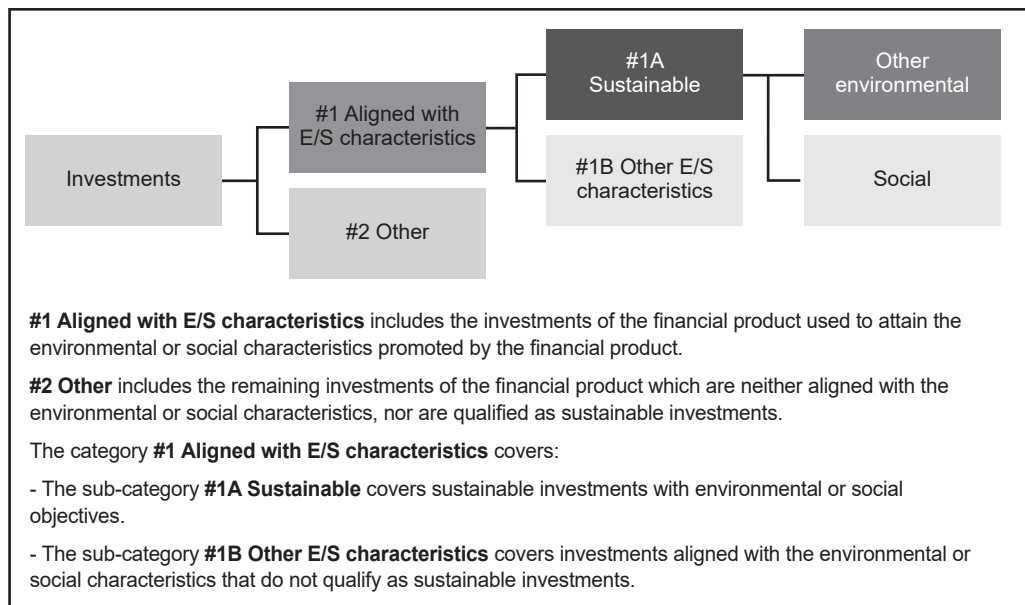 #1A
Sustainable
Other
environmental
#1 Aligned with
E/S characteristics
Investments
#1B Other E/S
characteristics
Social
#2 Other
#1 Aligned with E/S characteristics includes the investments of the financial product used to attain the
environmental or social characteristics promoted by the financial product.
#2 Other includes the remaining investments of the financial product which are neither aligned with the
environmental or social characteristics, nor are qualified as sustainable investments.
The category #1 Aligned with E/S characteristics covers:
- The sub-category #1A Sustainable covers sustainable investments with environmental or social
objectives.
- The sub-category #1B Other E/S characteristics covers investments aligned with the environmental or
social characteristics that do not qualify as sustainable investments.